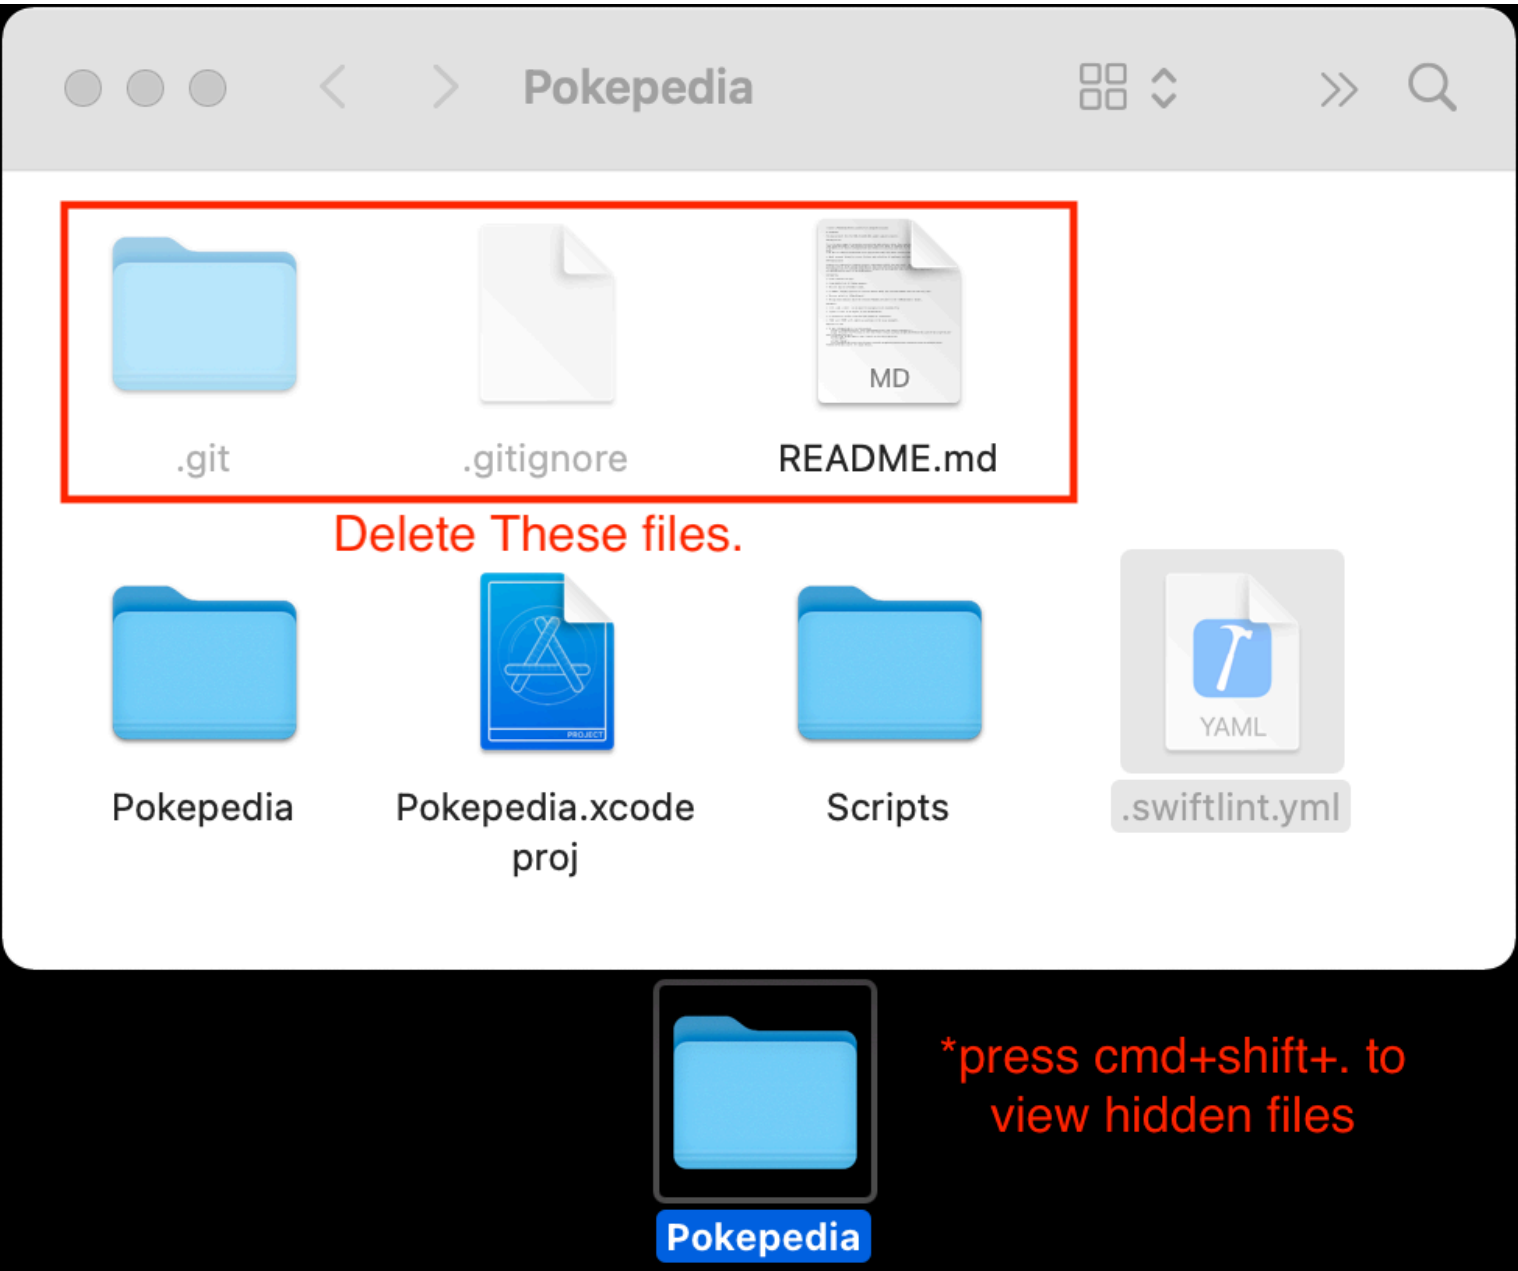 Pokepedia
MD
.git
.gitignore
README.md
Delete These files.
PROJECT
YAML
Pokepedia
Pokepedia.xcode
proj
Scripts
.swiftlint.yml
*press cmd+shift+. to
view hidden files
Pokepedia